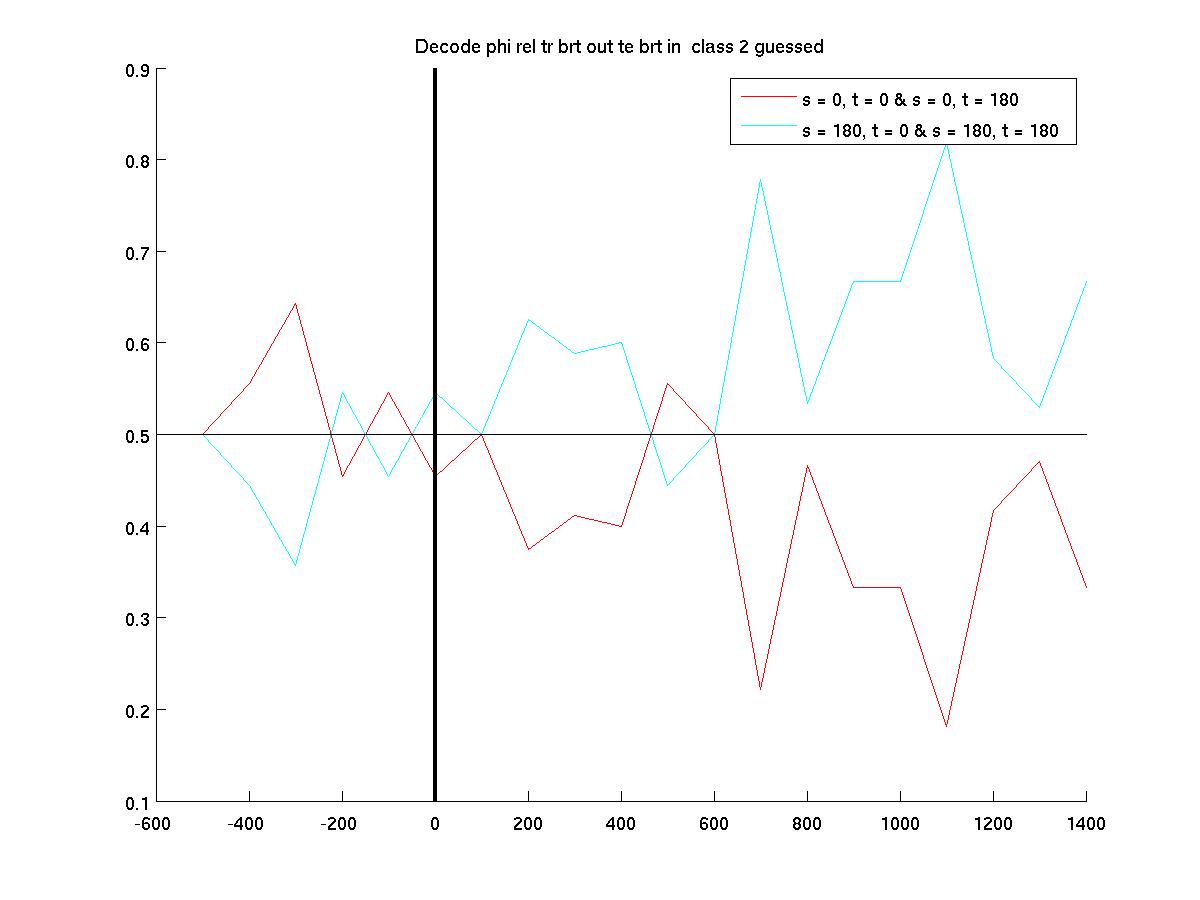 Decode phi rel tr brt out te brt in  class 2 guessed
s = 0, t = 0 & s = 0, t = 180
s = 180, t = 0 & s = 180, t = 180
0.9
0.8
0.7
0.6
0.5
0.4
0.3
0.2
0.1
-600 -400 -200 0 200 400 600 800 1000 1200 1400